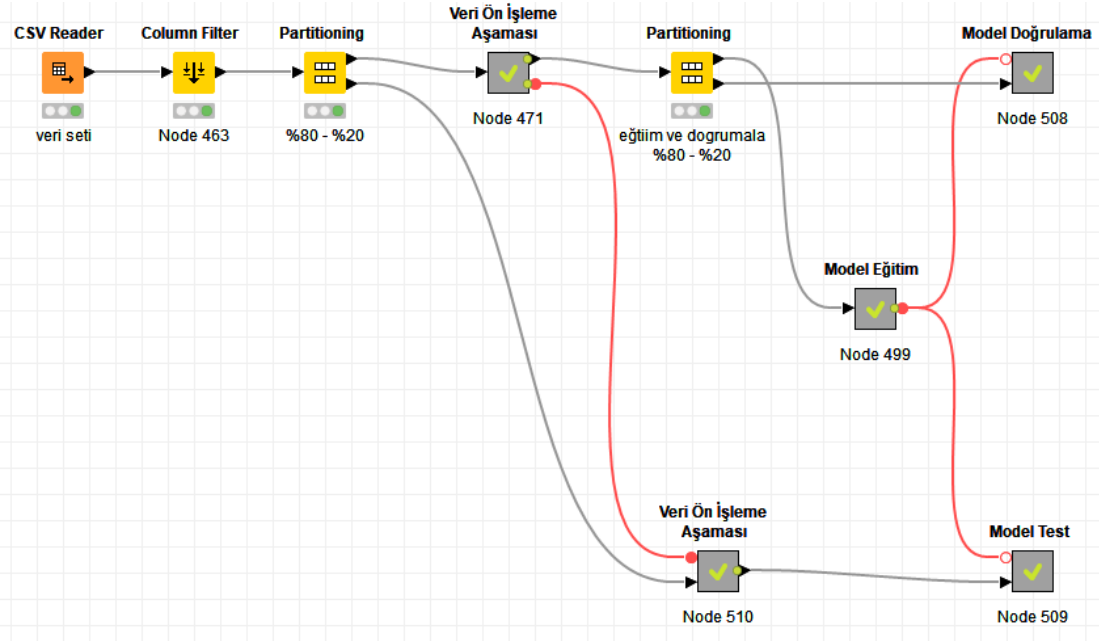 CSV Reader
Column Filter
Partitioning
Veri Ön İşleme
Aşaması
Partitioning
Model Doğrulama
veri seti
Node 463
%80 - %20
Node 471
eğtiim ve dogrumala
%80 - %20
Node 508
Model Eğitim
Node 499
Veri Ön İşleme
Aşaması
Model Test
Node 510
Node 509